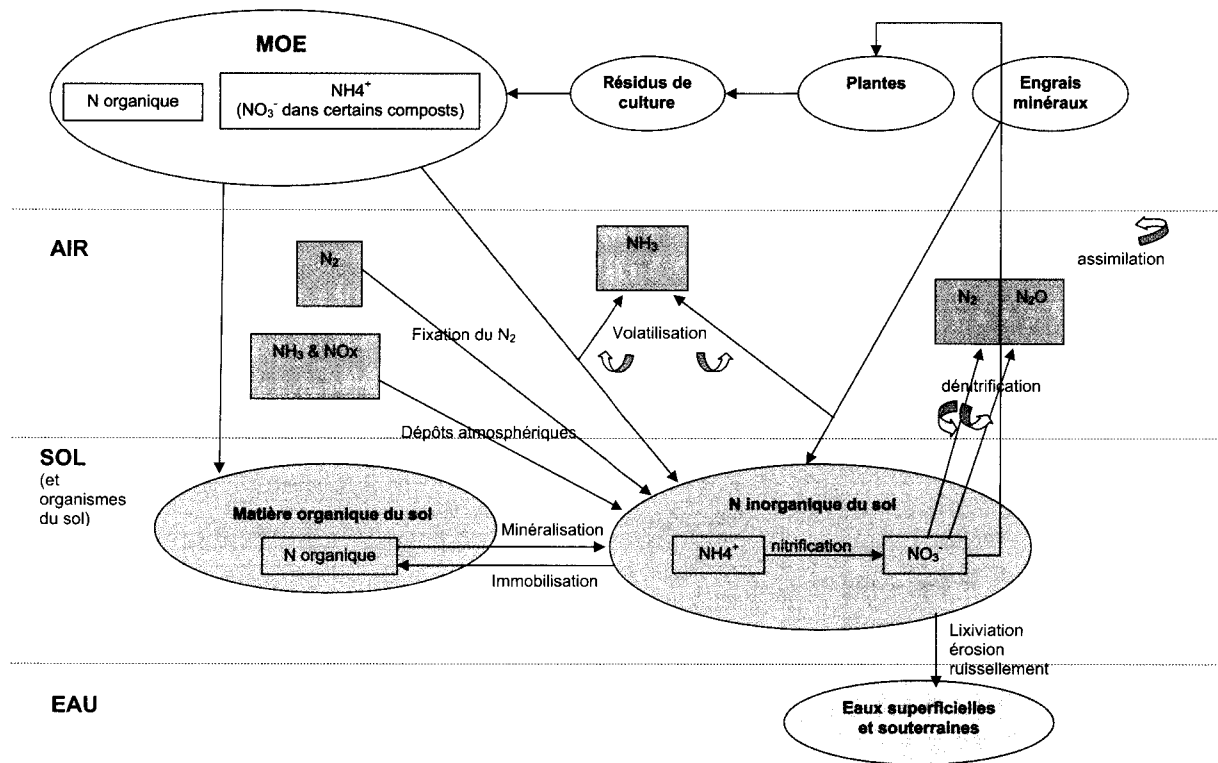 MOE
N organique
NH4⁺
(NO₃⁻ dans certains composts)
Résidus de
culture
Plantes
Engrais
minéraux
AIR
N₂
NH₃
assimilation
N₂
N₂O
Fixation du N₂
Volatilisation
NH₃ & NOx
dénitrification
Dépôts atmosphériques
SOL
(et
organismes
du sol)
Matière organique du sol
N organique
Minéralisation
Immobilisation
N inorganique du sol
NH4⁺
nitrification
NO₃⁻
Lixiviation
érosion
ruissellement
EAU
Eaux superficielles
et souterraines